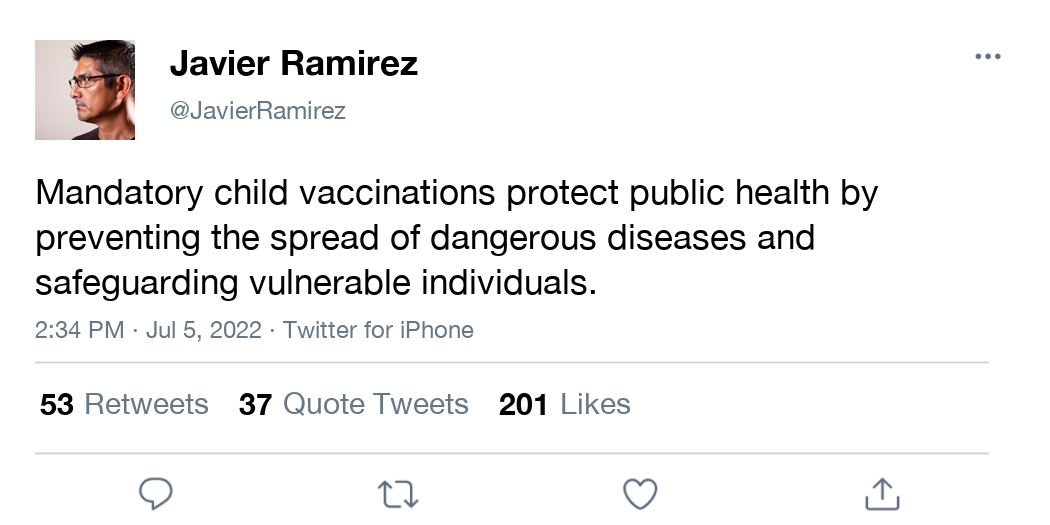 Javier Ramirez
@JavierRamirez
Mandatory child vaccinations protect public health by
preventing the spread of dangerous diseases and
safeguarding vulnerable individuals.
2:34 PM · Jul 5, 2022 · Twitter for iPhone
53 Retweets 37 Quote Tweets 201 Likes